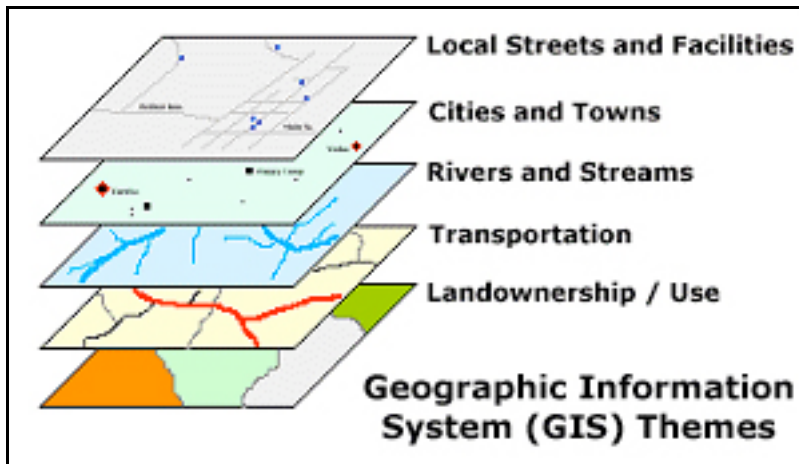 Local Streets and Facilities
Cities and Towns
Rivers and Streams
Transportation
Landownership / Use
Geographic Information
System (GIS) Themes